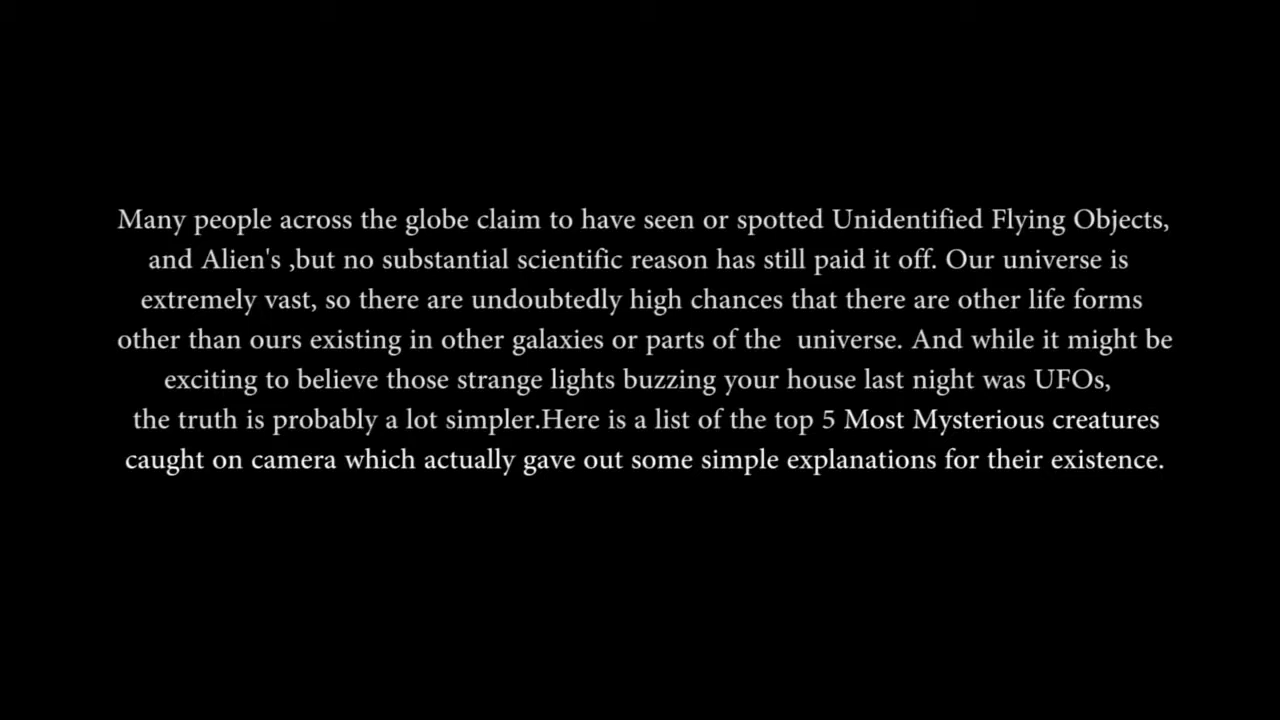 Many people across the globe claim to have seen or spotted Unidentified Flying Objects,
and Alien's ,but no substantial scientific reason has still paid it off. Our universe is
extremely vast, so there are undoubtedly high chances that there are other life forms
other than ours existing in other galaxies or parts of the  universe. And while it might be
exciting to believe those strange lights buzzing your house last night was UFOs,
the truth is probably a lot simpler.Here is a list of the top 5 Most Mysterious creatures
caught on camera which actually gave out some simple explanations for their existence.